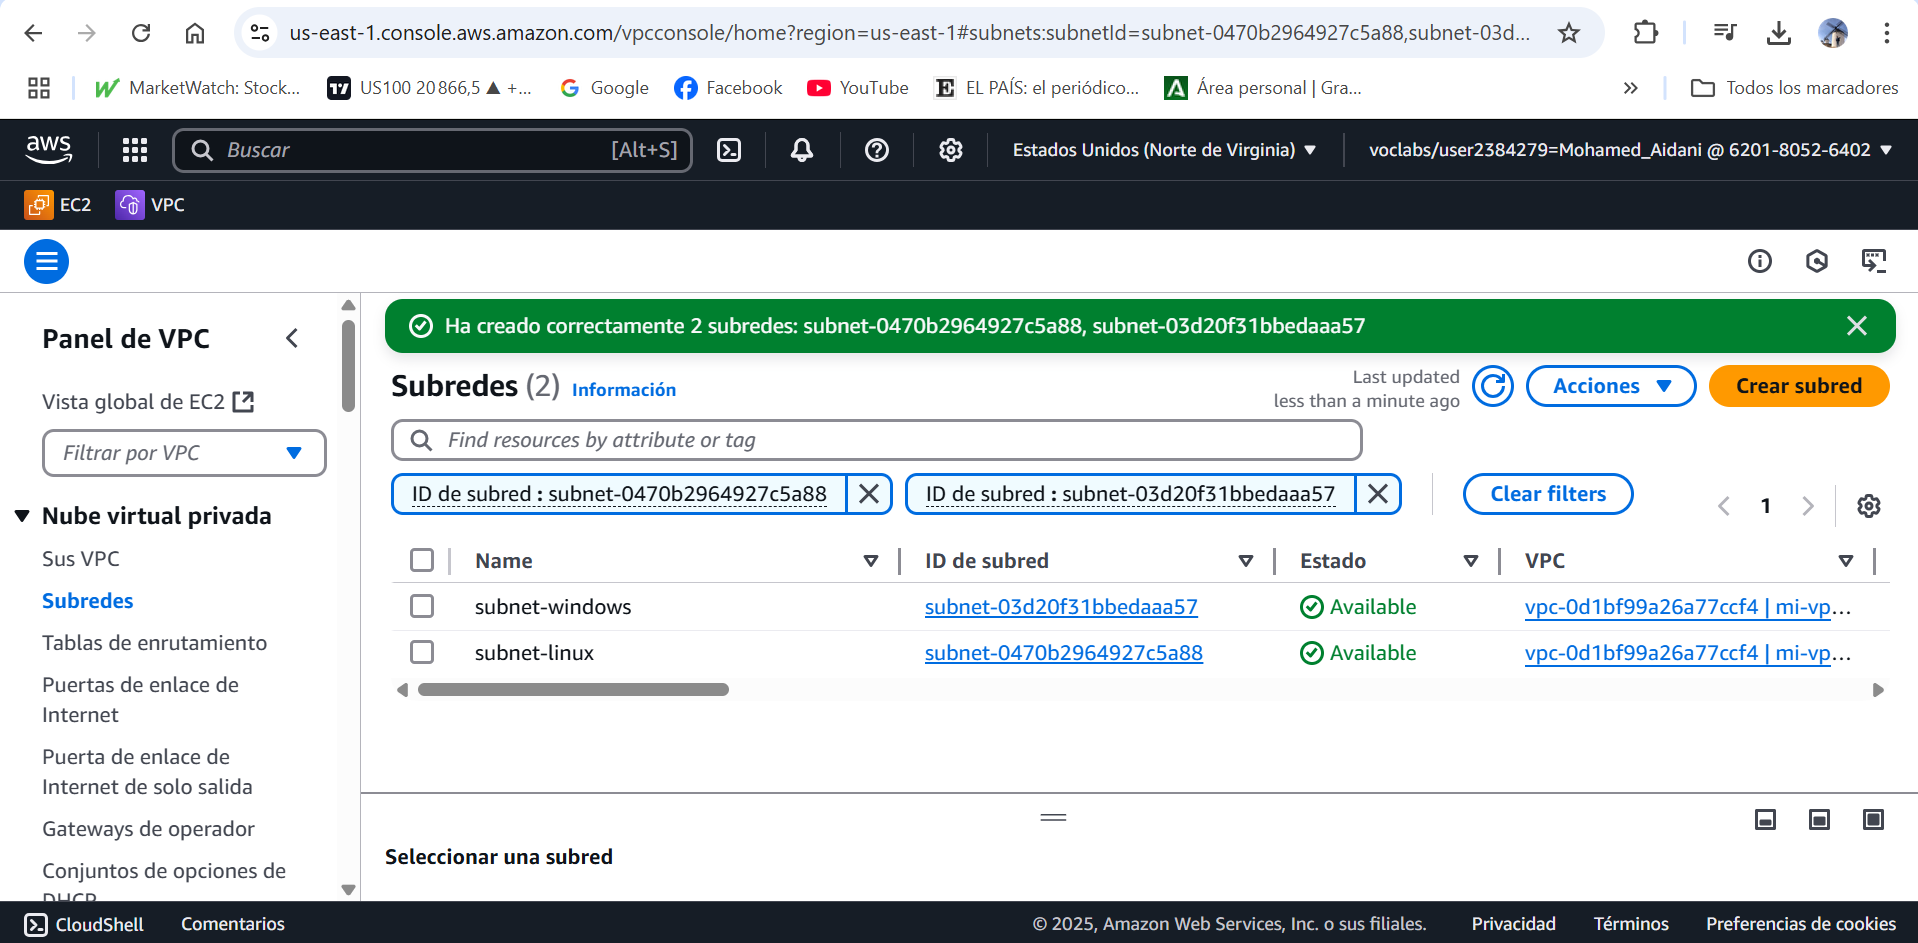 us-east-1.console.aws.amazon.com/vpcconsole/home?region=us-east-1#subnets:subnetId=subnet-0470b2964927c5a88,subnet-03d...
MarketWatch: Stock... US100 20 866,5 ▲ +... Google Facebook YouTube EL PAÍS: el periódico... Área personal | Gra... » Todos los marcadores
aws Buscar [Alt+S] Estados Unidos (Norte de Virginia) ▼ voclabs/user2384279=Mohamed_Aidani @ 6201-8052-6402 ▼
EC2 VPC
Panel de VPC
Vista global de EC2
Filtrar por VPC
Nube virtual privada
Sus VPC
Subredes
Tablas de enrutamiento
Puertas de enlace de
Internet
Puerta de enlace de
Internet de solo salida
Gateways de operador
Conjuntos de opciones de
DHCP
Ha creado correctamente 2 subredes: subnet-0470b2964927c5a88, subnet-03d20f31bbedaaa57
Subredes (2) Información
Last updated
less than a minute ago
Acciones
Crear subred
Find resources by attribute or tag
ID de subred : subnet-0470b2964927c5a88
ID de subred : subnet-03d20f31bbedaaa57
Clear filters
1
Name ID de subred Estado VPC
subnet-windows subnet-03d20f31bbedaaa57 Available vpc-0d1bf99a26a77ccf4 | mi-vp...
subnet-linux subnet-0470b2964927c5a88 Available vpc-0d1bf99a26a77ccf4 | mi-vp...
Seleccionar una subred
CloudShell Comentarios © 2025, Amazon Web Services, Inc. o sus filiales. Privacidad Términos Preferencias de cookies